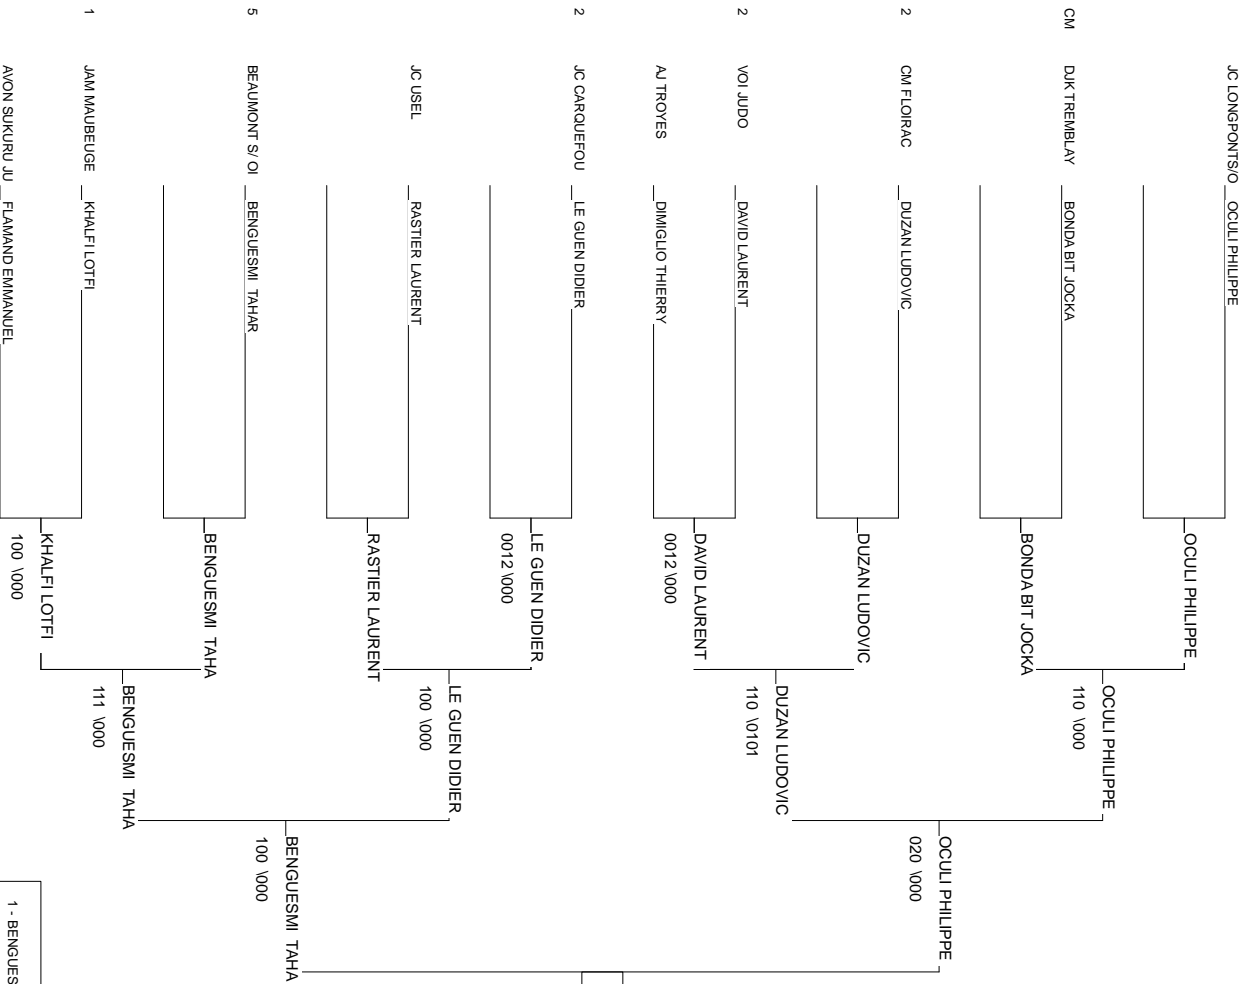 JC LONGPONTS/O OCULI PHILIPPE
CM DJK TREMBLAY BONDA BIT JOCKA
2 CM FLOIRAC DUZAN LUDOVIC
2 VOI JUDO DAVID LAURENT
AJ TROYES DIMIGLIO THIERRY
2 JC CARQUEFOU LE GUEN DIDIER
JC USEL RASTIER LAURENT
5 BEAUMONT S/ OI BENGUESMI TAHAR
1 JAM MAUBEUGE KHALFI LOTFI
AVON SUKURU JU FLAMAND EMMANUEL
OCULI PHILIPPE
BONDA BIT JOCKA
DUZAN LUDOVIC
DAVID LAURENT
0012 \000
LE GUEN DIDIER
0012 \000
RASTIER LAURENT
BENGUESMI TAHA
KHALFI LOTFI
100 \000
OCULI PHILIPPE
110 \000
DUZAN LUDOVIC
110 \0101
LE GUEN DIDIER
100 \000
BENGUESMI TAHA
111 \000
OCULI PHILIPPE
020 \000
BENGUESMI TAHA
100 \000
1 - BENGUES